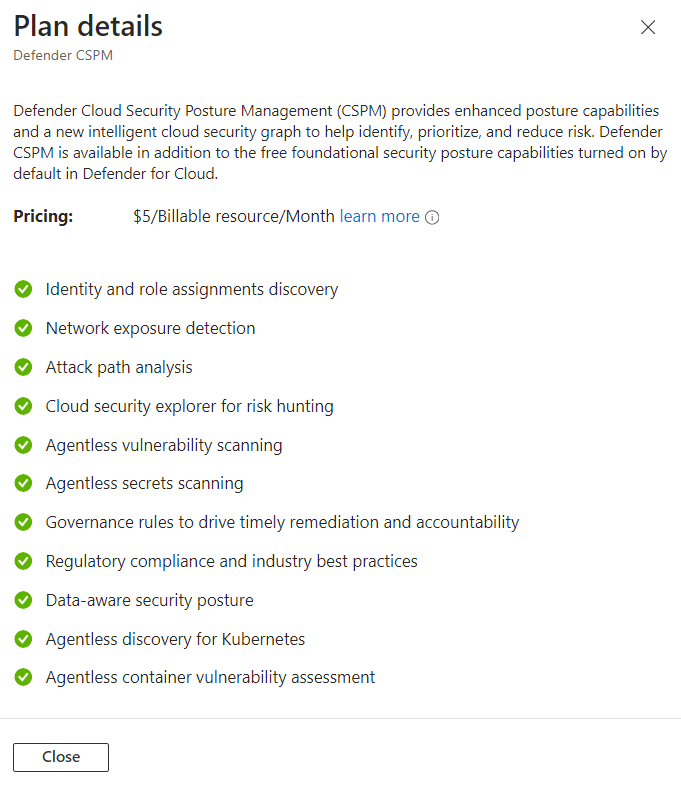 Plan details
Defender CSPM
Defender Cloud Security Posture Management (CSPM) provides enhanced posture capabilities
and a new intelligent cloud security graph to help identify, prioritize, and reduce risk. Defender
CSPM is available in addition to the free foundational security posture capabilities turned on by
default in Defender for Cloud.
Pricing: $5/Billable resource/Month learn more
Identity and role assignments discovery
Network exposure detection
Attack path analysis
Cloud security explorer for risk hunting
Agentless vulnerability scanning
Agentless secrets scanning
Governance rules to drive timely remediation and accountability
Regulatory compliance and industry best practices
Data-aware security posture
Agentless discovery for Kubernetes
Agentless container vulnerability assessment
Close